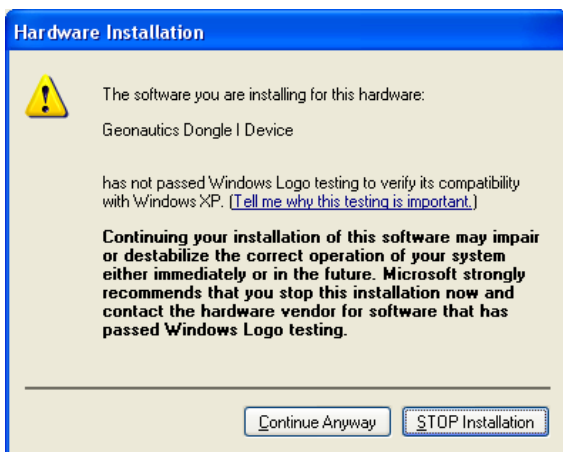 Hardware Installation
The software you are installing for this hardware:
Geonautics Dongle I Device
has not passed Windows Logo testing to verify its compatibility
with Windows XP. (Tell me why this testing is important.)
Continuing your installation of this software may impair
or destabilize the correct operation of your system
either immediately or in the future. Microsoft strongly
recommends that you stop this installation now and
contact the hardware vendor for software that has
passed Windows Logo testing.
Continue Anyway
STOP Installation